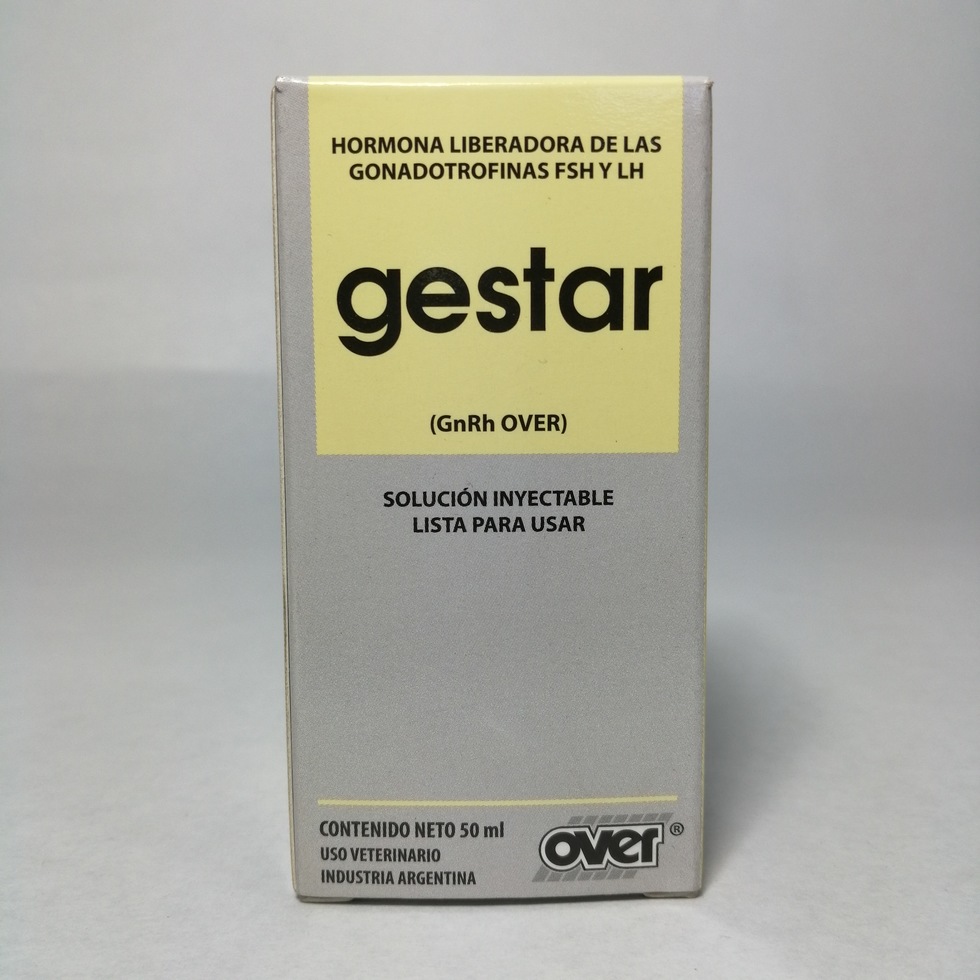 HORMONA LIBERADORA DE LAS
GONADOTROFINAS FSH Y LH
gestar
(GnRh OVER)
SOLUCIÓN INYECTABLE
LISTA PARA USAR
CONTENIDO NETO 50 ml
USO VETERINARIO
INDUSTRIA ARGENTINA
over ®